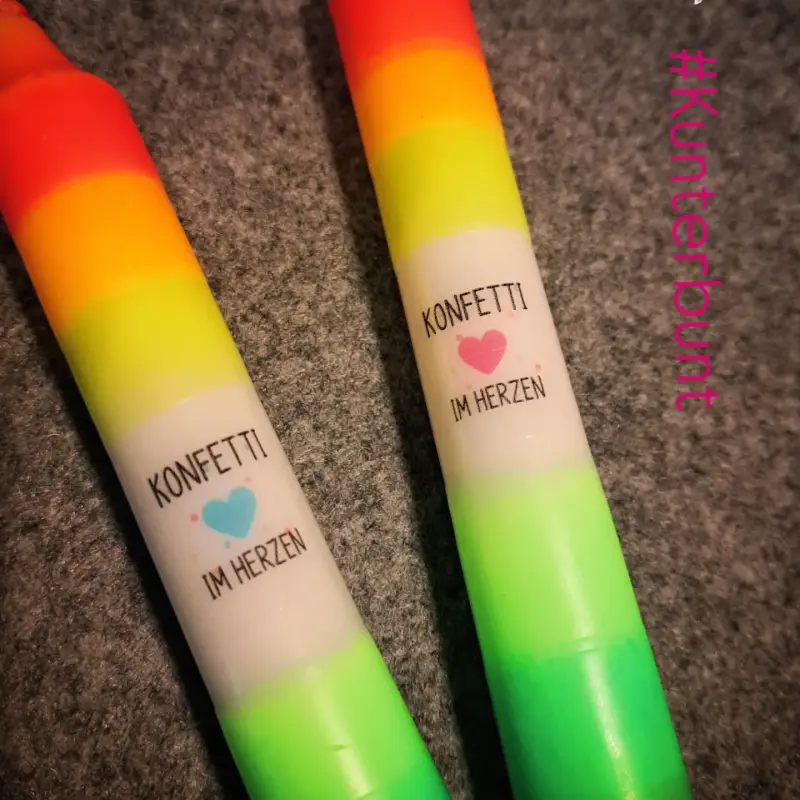 KONFETTI
IM HERZEN
KONFETTI
IM HERZEN
#Kunterbunt